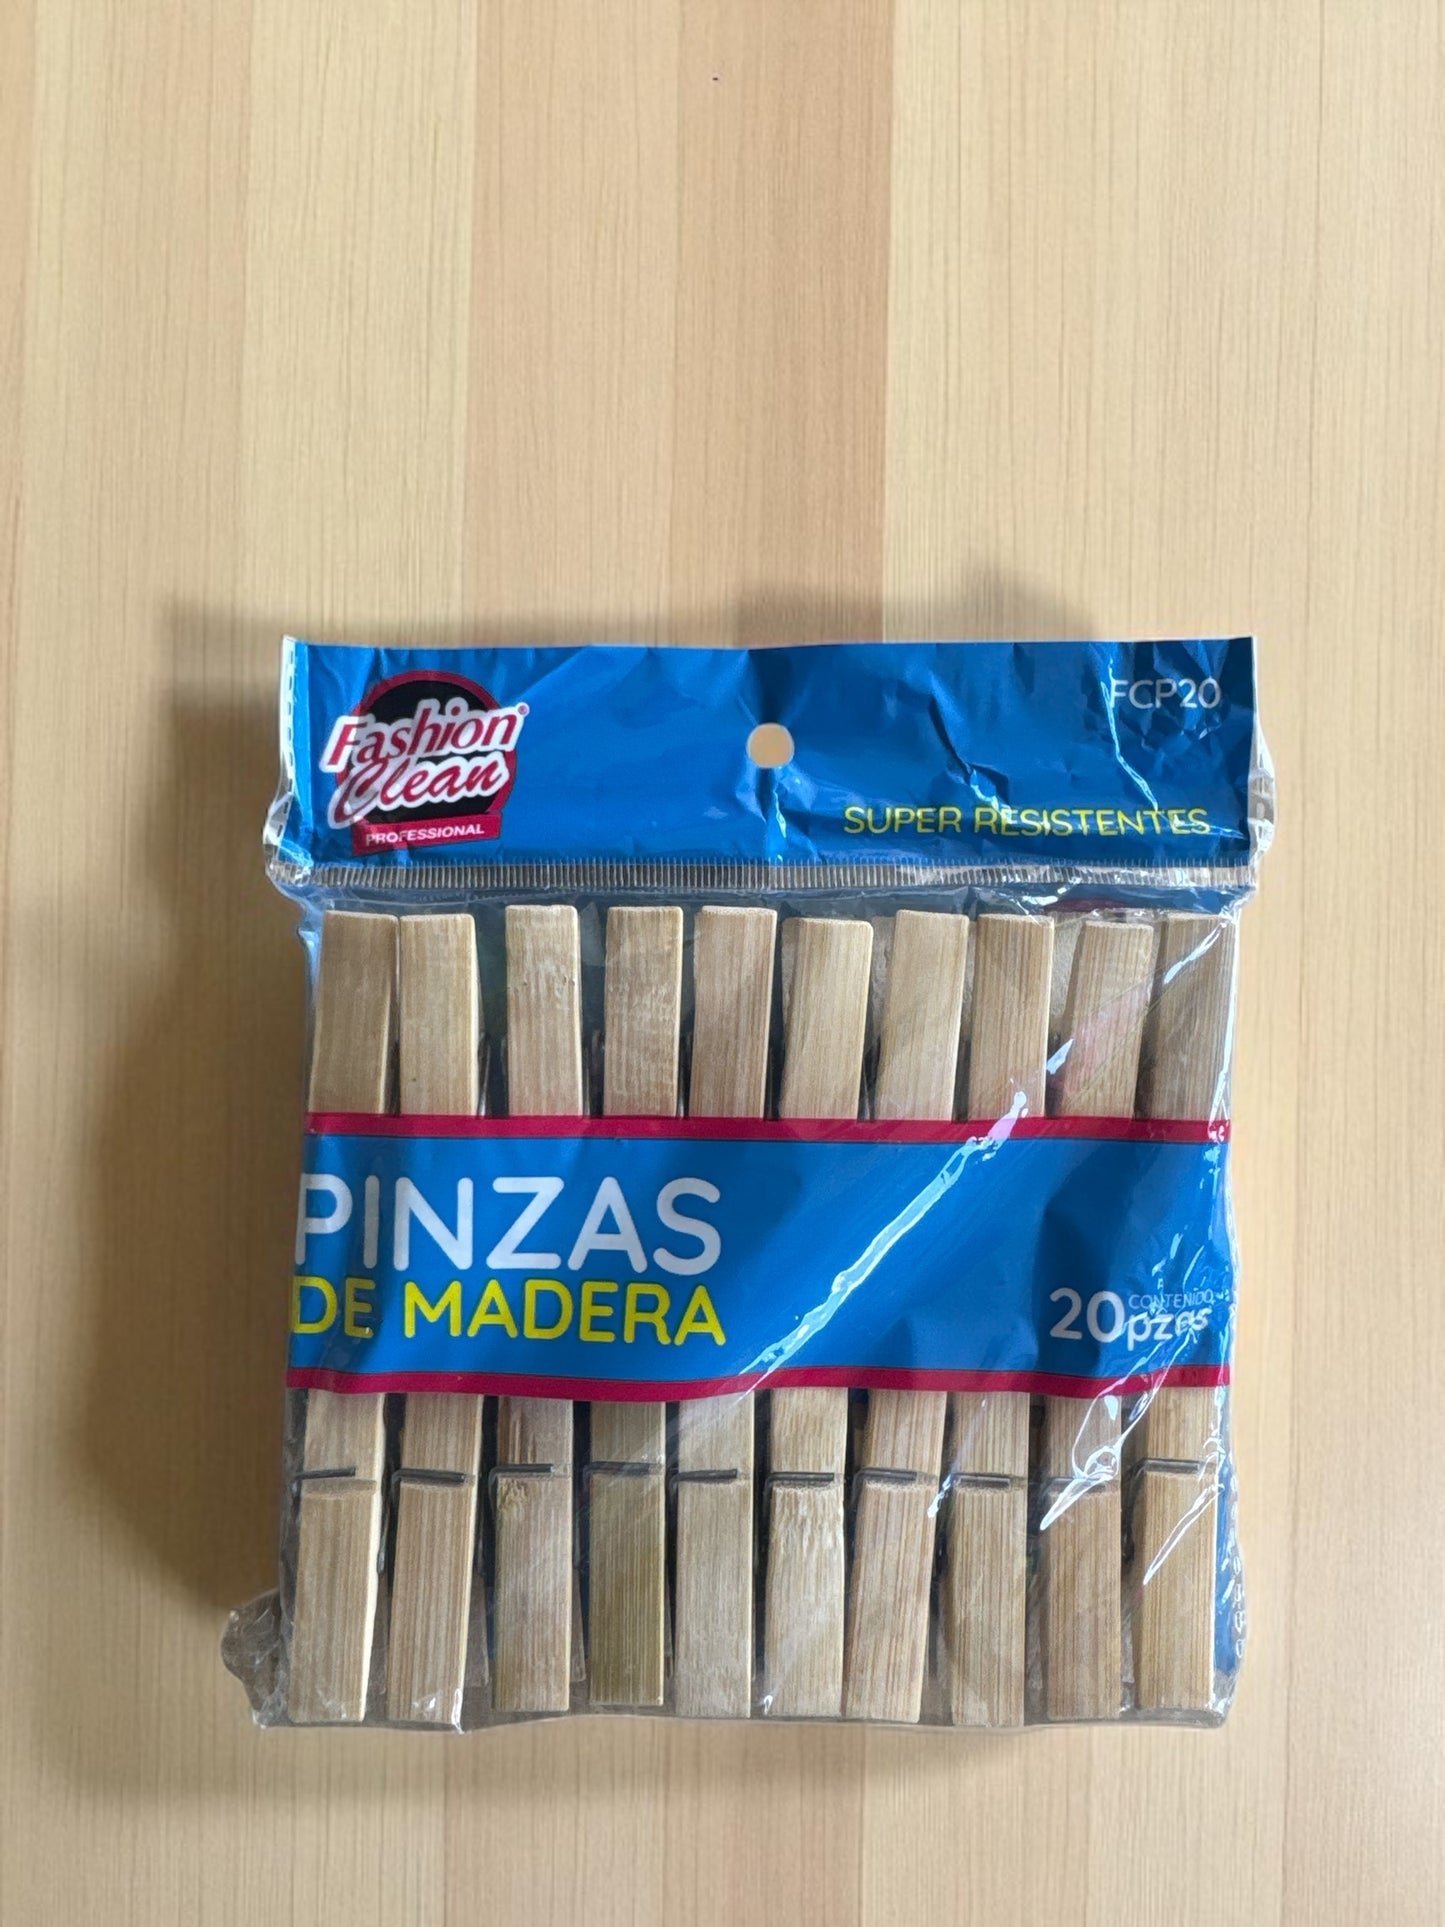 Fashion®
Clean
PROFESSIONAL
FCP20
SUPER RESISTENTES
PINZAS
DE MADERA
CONTENIDO
20pzas